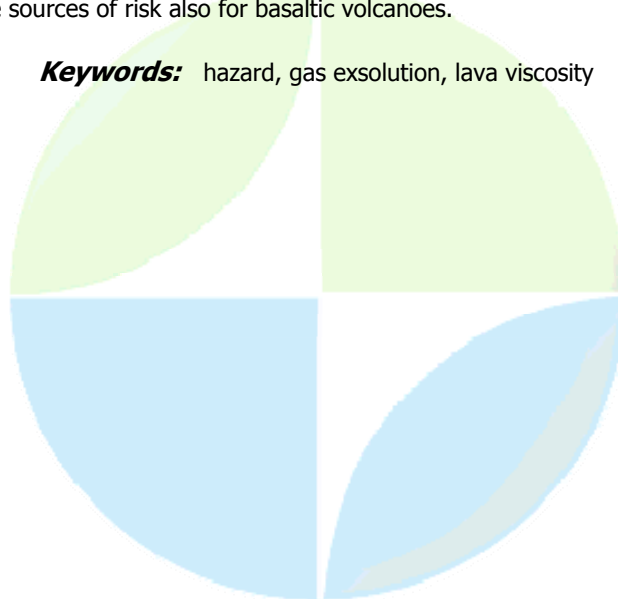 e sources of risk also for basaltic volcanoes.
Keywords: hazard, gas exsolution, lava viscosity